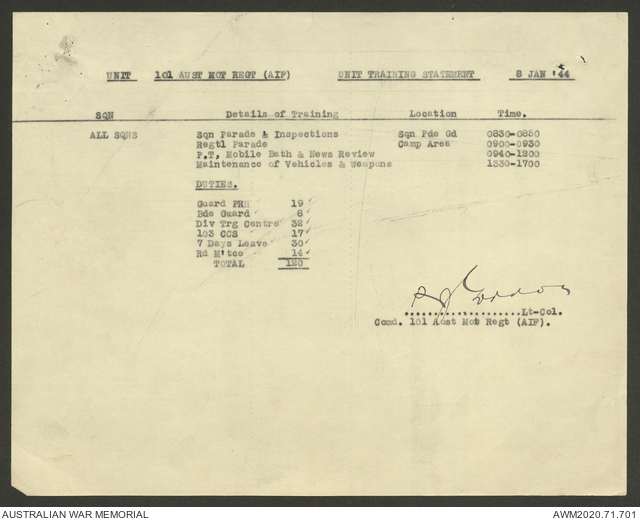 UNIT 101 AUST MOT REGT (AIF) UNIT TRAINING STATEMENT 8 JAN '44
SQN Details of Training Location Time.
ALL SQNS Sqn Parade & Inspections Sqn Pde Gd 0830-0850
Regtl Parade Camp Area 0900-0930
P.T, Mobile Bath & News Review 0940-1200
Maintenance of Vehicles & Weapons 1330-1700
DUTIES.
Guard PRH 19
Bde Guard 8
Div Trg Centre 32
103 CCS 17
7 Days Leave 30
Rd M'tce 14
TOTAL 120
....................Lt-Col.
Comd. 101 Aust Mot Regt (AIF).
AUSTRALIAN WAR MEMORIAL AWM2020.71.701